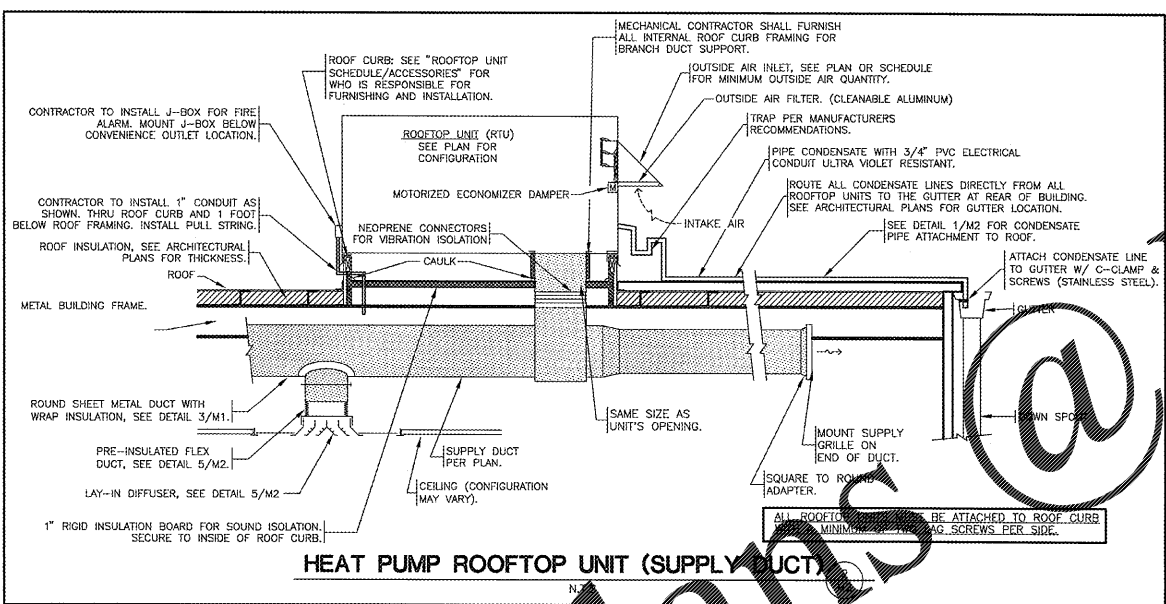 MECHANICAL CONTRACTOR SHALL FURNISH
ALL INTERNAL ROOF CURB FRAMING FOR
BRANCH DUCT SUPPORT.
ROOF CURB: SEE "ROOFTOP UNIT
SCHEDULE/ACCESSORIES" FOR
WHO IS RESPONSIBLE FOR
FURNISHING AND INSTALLATION.
OUTSIDE AIR INLET, SEE PLAN OR SCHEDULE
FOR MINIMUM OUTSIDE AIR QUANTITY.
OUTSIDE AIR FILTER. (CLEANABLE ALUMINUM)
CONTRACTOR TO INSTALL J-BOX FOR FIRE
ALARM. MOUNT J-BOX BELOW
CONVENIENCE OUTLET LOCATION.
TRAP PER MANUFACTURERS
RECOMMENDATIONS.
ROOFTOP UNIT (RTU)
SEE PLAN FOR
CONFIGURATION
PIPE CONDENSATE WITH 3/4" PVC ELECTRICAL
CONDUIT ULTRA VIOLET RESISTANT.
MOTORIZED ECONOMIZER DAMPER
M
ROUTE ALL CONDENSATE LINES DIRECTLY FROM ALL
ROOFTOP UNITS TO THE GUTTER AT REAR OF BUILDING.
SEE ARCHITECTURAL PLANS FOR GUTTER LOCATION.
CONTRACTOR TO INSTALL 1" CONDUIT AS
SHOWN. THRU ROOF CURB AND 1 FOOT
BELOW ROOF FRAMING. INSTALL PULL STRING.
INTAKE AIR
NEOPRENE CONNECTORS
FOR VIBRATION ISOLATION
SEE DETAIL 1/M2 FOR CONDENSATE
PIPE ATTACHMENT TO ROOF.
ROOF INSULATION, SEE ARCHITECTURAL
PLANS FOR THICKNESS.
CAULK
ATTACH CONDENSATE LINE
TO GUTTER W/ C-CLAMP &
SCREWS (STAINLESS STEEL).
ROOF
METAL BUILDING FRAME.
GUTTER
ROUND SHEET METAL DUCT WITH
WRAP INSULATION, SEE DETAIL 3/M1.
SAME SIZE AS
UNIT'S OPENING.
DOWN SPOUT
MOUNT SUPPLY
GRILLE ON
END OF DUCT.
PRE-INSULATED FLEX
DUCT, SEE DETAIL 5/M2.
SUPPLY DUCT
PER PLAN.
SQUARE TO ROUND
ADAPTER.
LAY-IN DIFFUSER, SEE DETAIL 5/M2
CEILING (CONFIGURATION
MAY VARY).
1" RIGID INSULATION BOARD FOR SOUND ISOLATION.
SECURE TO INSIDE OF ROOF CURB.
ALL ROOFTOP MUST BE ATTACHED TO ROOF CURB
MINIMUM SCREWS PER SIDE.
HEAT PUMP ROOFTOP UNIT (SUPPLY DUCT)
ans @